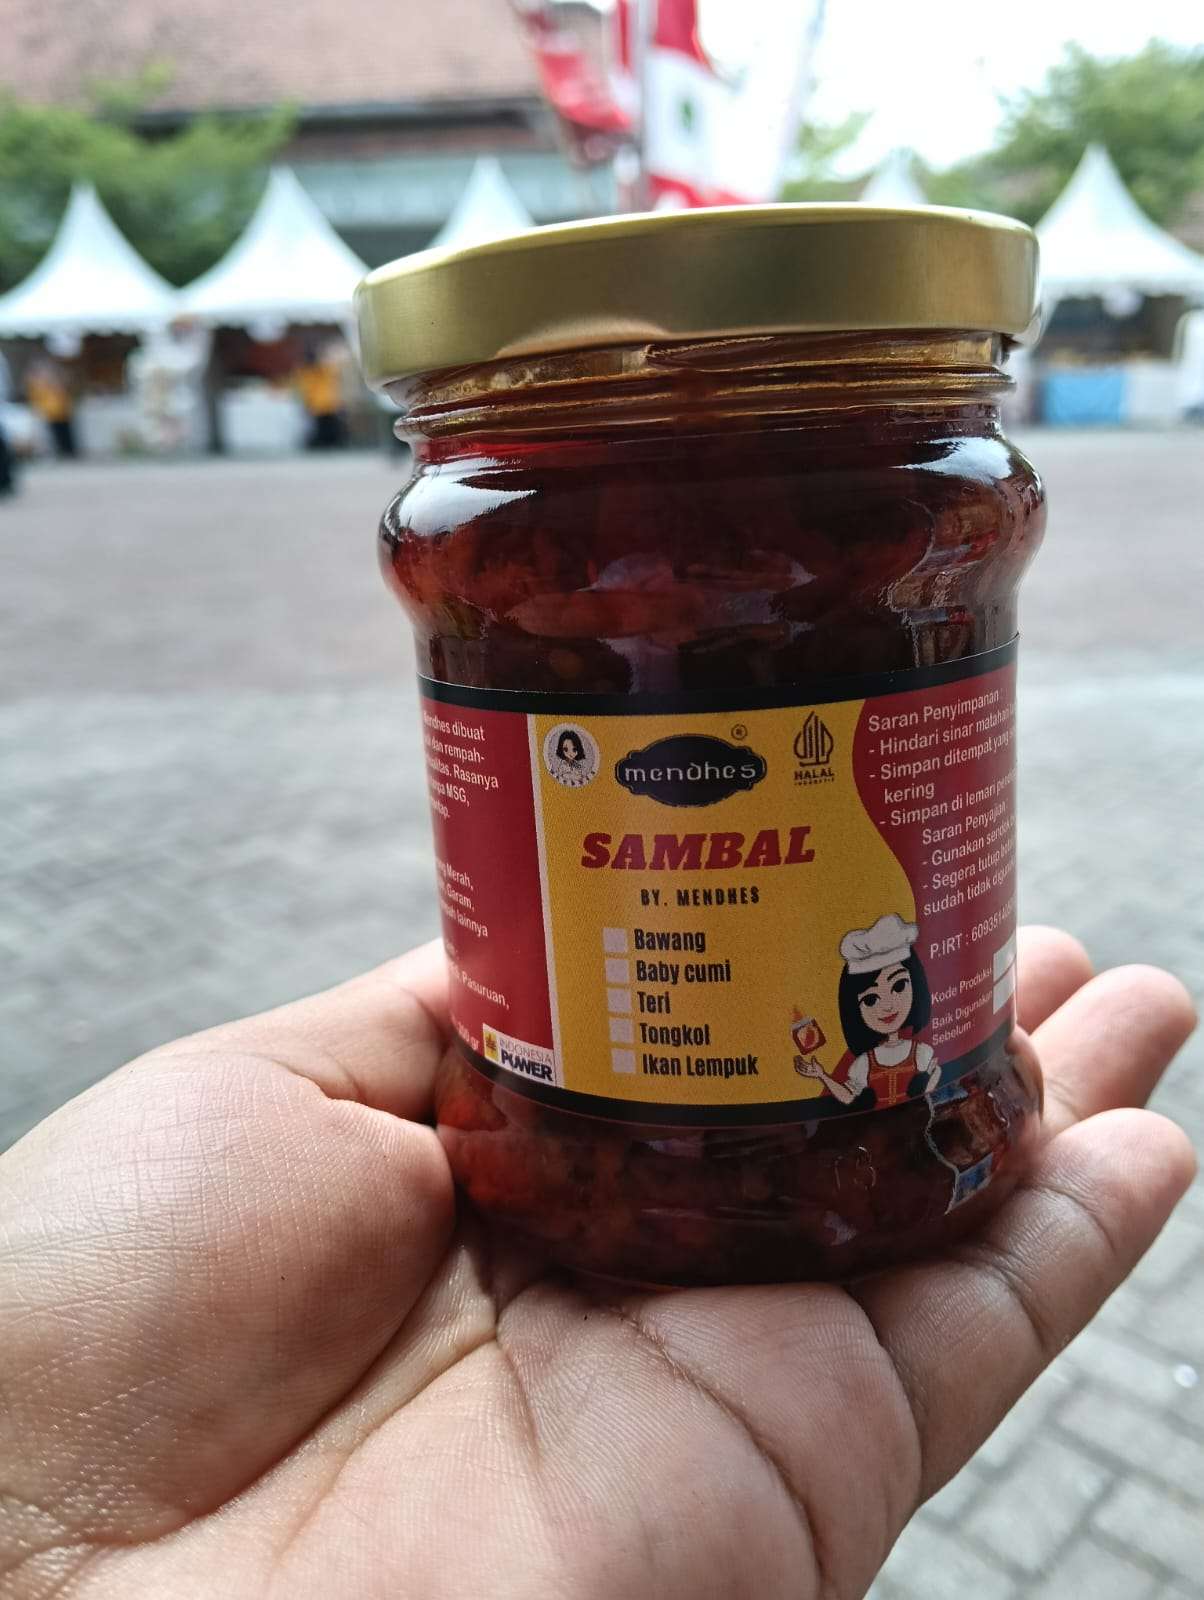 Mendhes dibuat
dan rempah-
Rasanya
MSG,
Merah,
Garam,
lainnya
Pasuruan,
gr
INDONESIA
POWER
mendhes
®
HALAL
INDONESIA
SAMBAL
BY. MENDHES
Bawang
Baby cumi
Teri
Tongkol
Ikan Lempuk
Saran Penyimpanan :
- Hindari sinar matahari
- Simpan ditempat yang
kering
- Simpan di lemari
Saran Penyajian
- Gunakan sendok
- Segera tutup
sudah tidak
P.IRT :
Kode Produksi
Baik Digunakan
Sebelum :